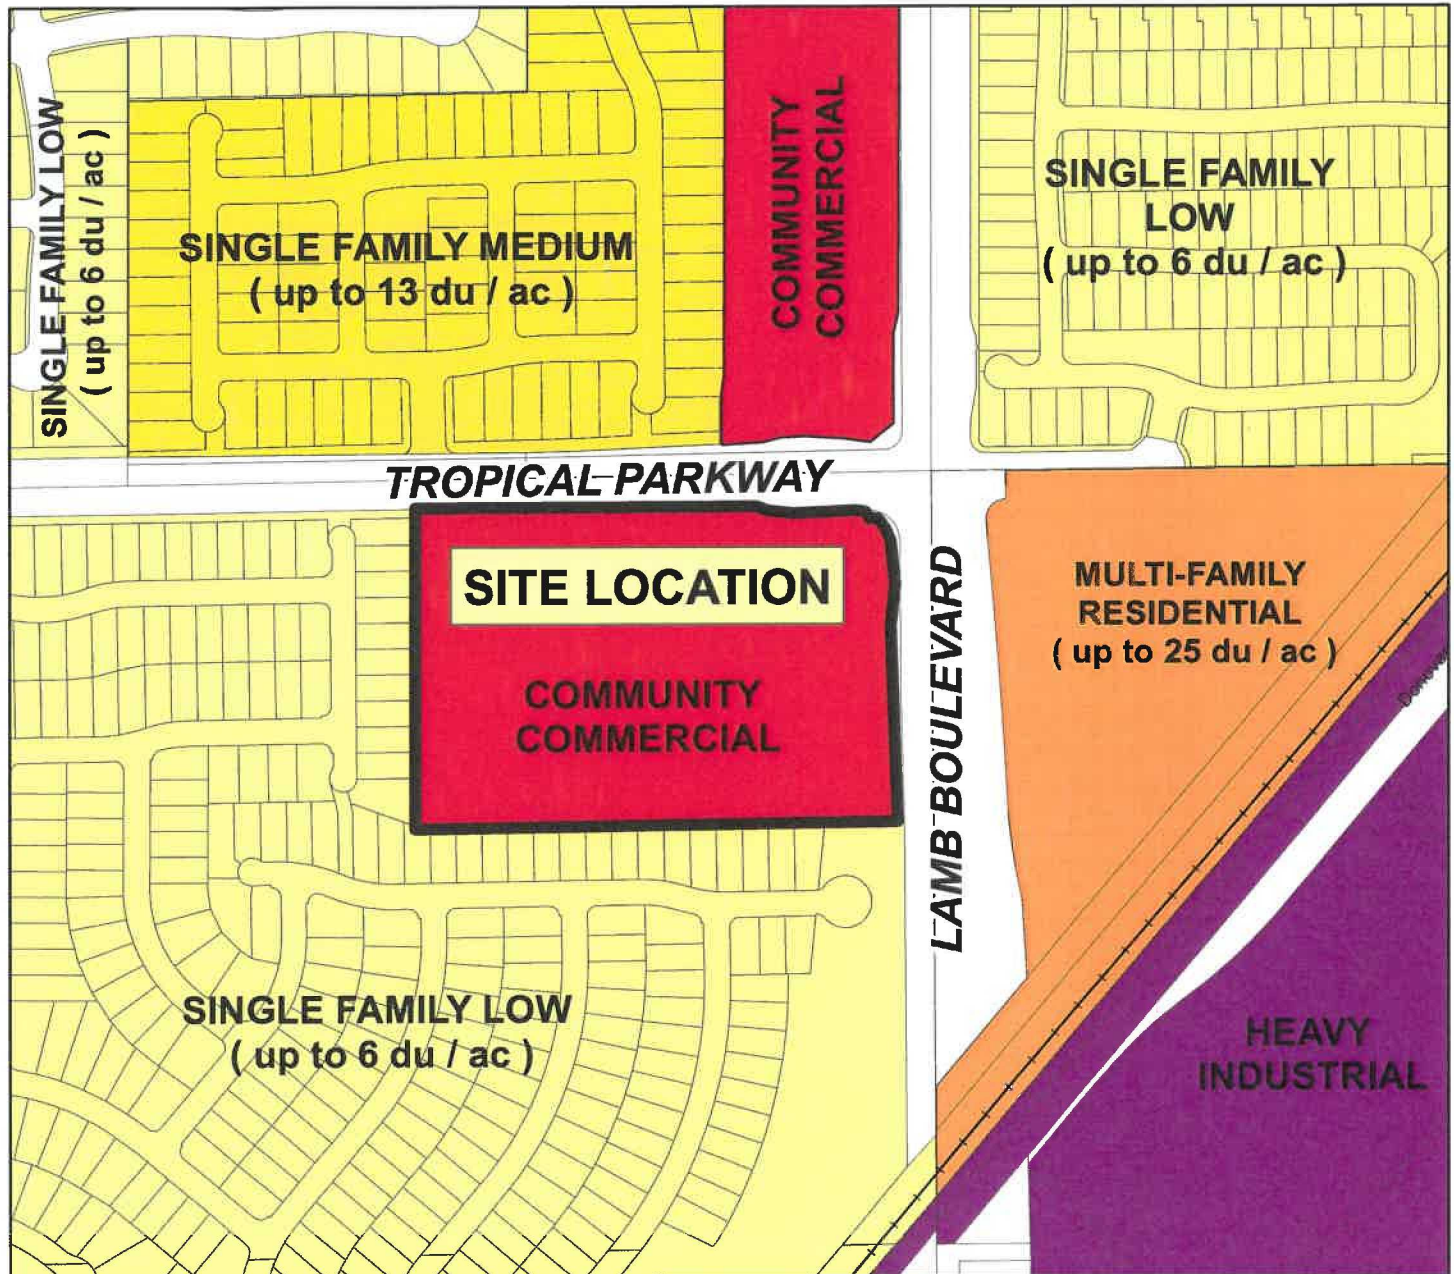 SINGLE FAMILY LOW
( up to 6 du / ac )
SINGLE FAMILY MEDIUM
( up to 13 du / ac )
COMMUNITY
COMMERCIAL
SINGLE FAMILY
LOW
( up to 6 du / ac )
TROPICAL PARKWAY
SITE LOCATION
COMMUNITY
COMMERCIAL
LAMB BOULEVARD
MULTI-FAMILY
RESIDENTIAL
( up to 25 du / ac )
SINGLE FAMILY LOW
( up to 6 du / ac )
HEAVY
INDUSTRIAL